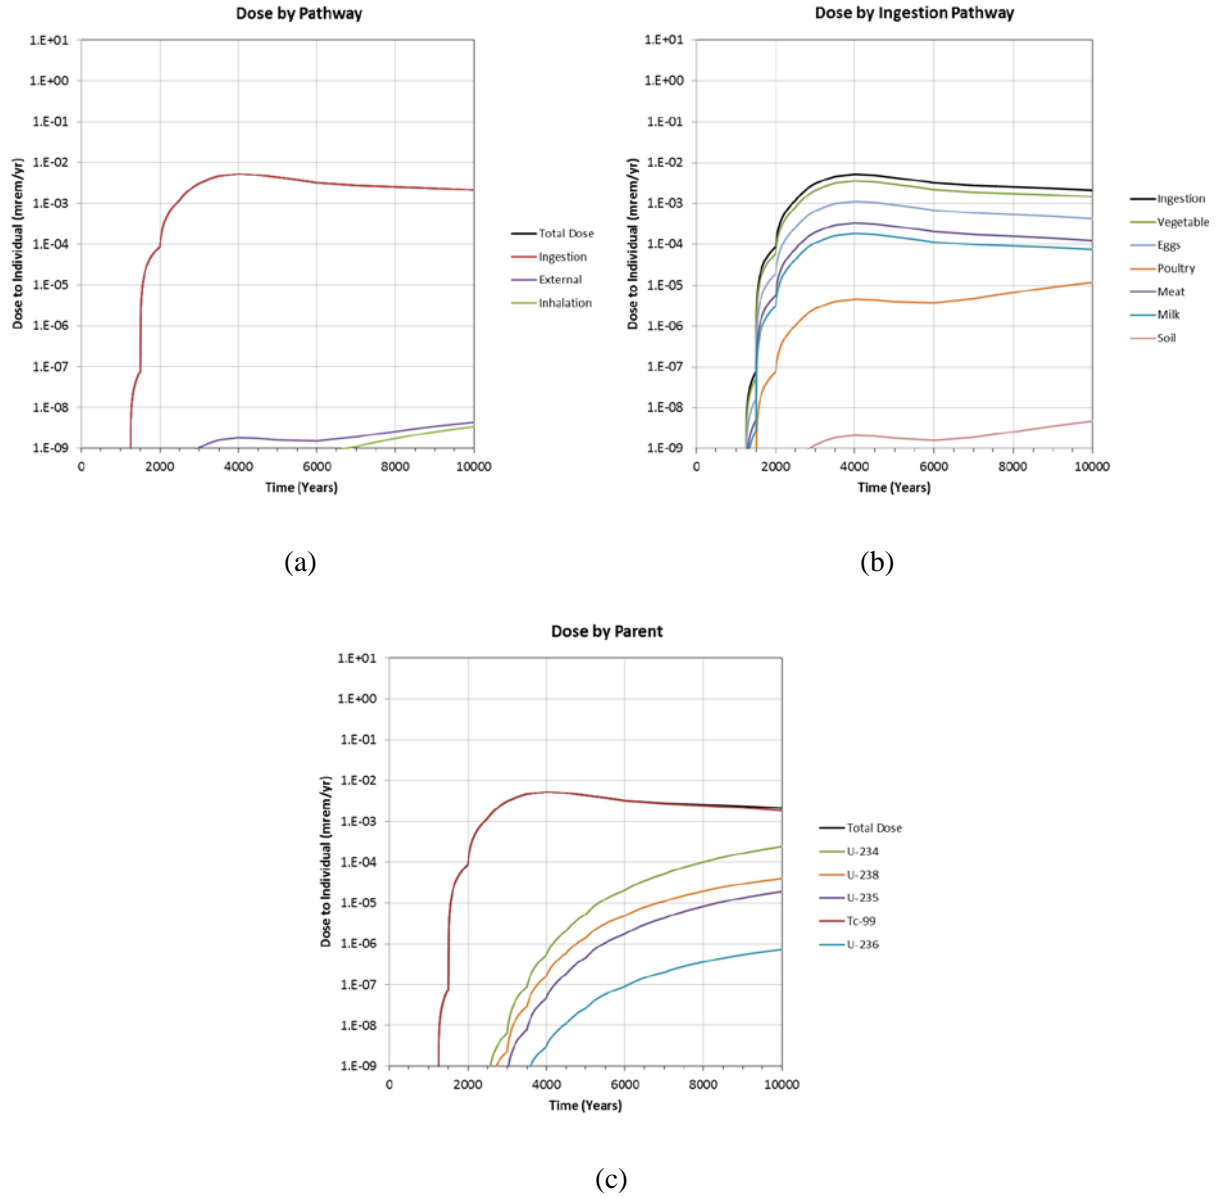 Dose by Pathway
1.E+01
1.E+00
1.E-01
1.E-02
1.E-03
1.E-04
1.E-05
1.E-06
1.E-07
1.E-08
1.E-09
Dose to Individual (mrem/yr)
0 2000 4000 6000 8000 10000
Time (Years)
Total Dose
Ingestion
External
Inhalation
(a)
Dose by Ingestion Pathway
1.E+01
1.E+00
1.E-01
1.E-02
1.E-03
1.E-04
1.E-05
1.E-06
1.E-07
1.E-08
1.E-09
Dose to Individual (mrem/yr)
0 2000 4000 6000 8000 10000
Time (Years)
Ingestion
Vegetable
Eggs
Poultry
Meat
Milk
Soil
(b)
Dose by Parent
1.E+01
1.E+00
1.E-01
1.E-02
1.E-03
1.E-04
1.E-05
1.E-06
1.E-07
1.E-08
1.E-09
Dose to Individual (mrem/yr)
0 2000 4000 6000 8000 10000
Time (Years)
Total Dose
U-234
U-238
U-235
Tc-99
U-236
(c)